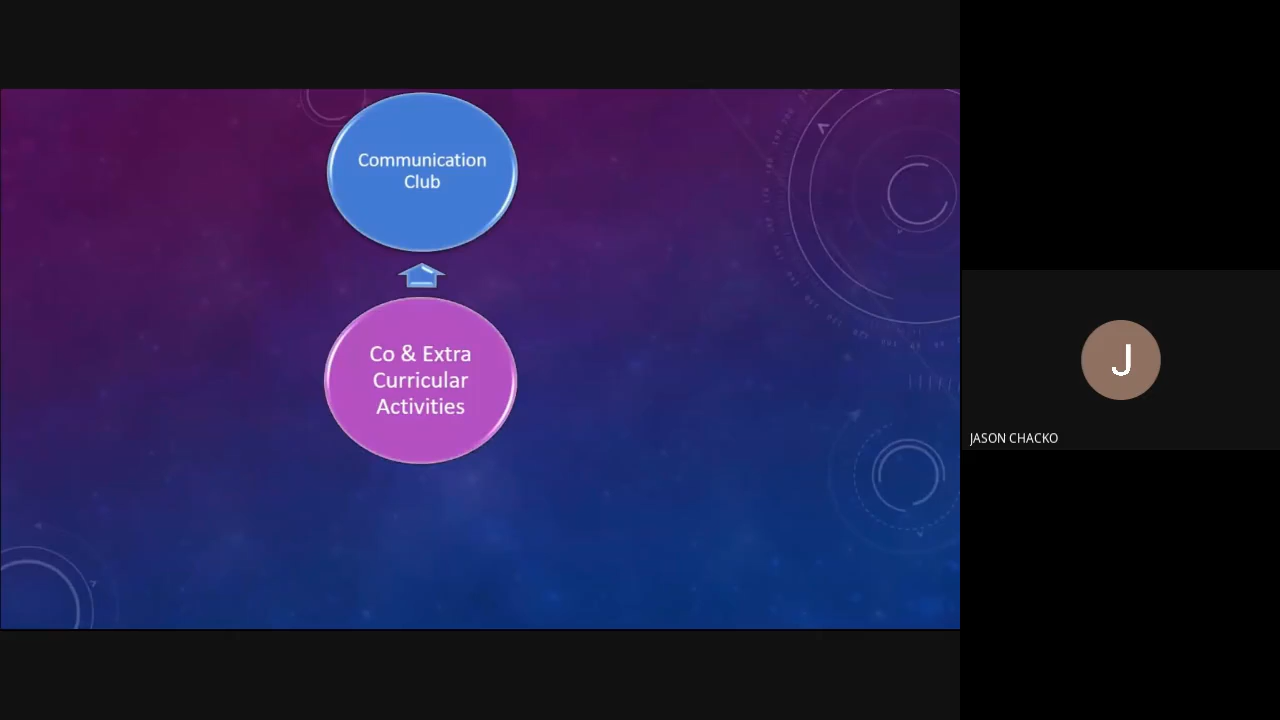 Communication
Club
Co & Extra
Curricular
Activities
J
JASON CHACKO